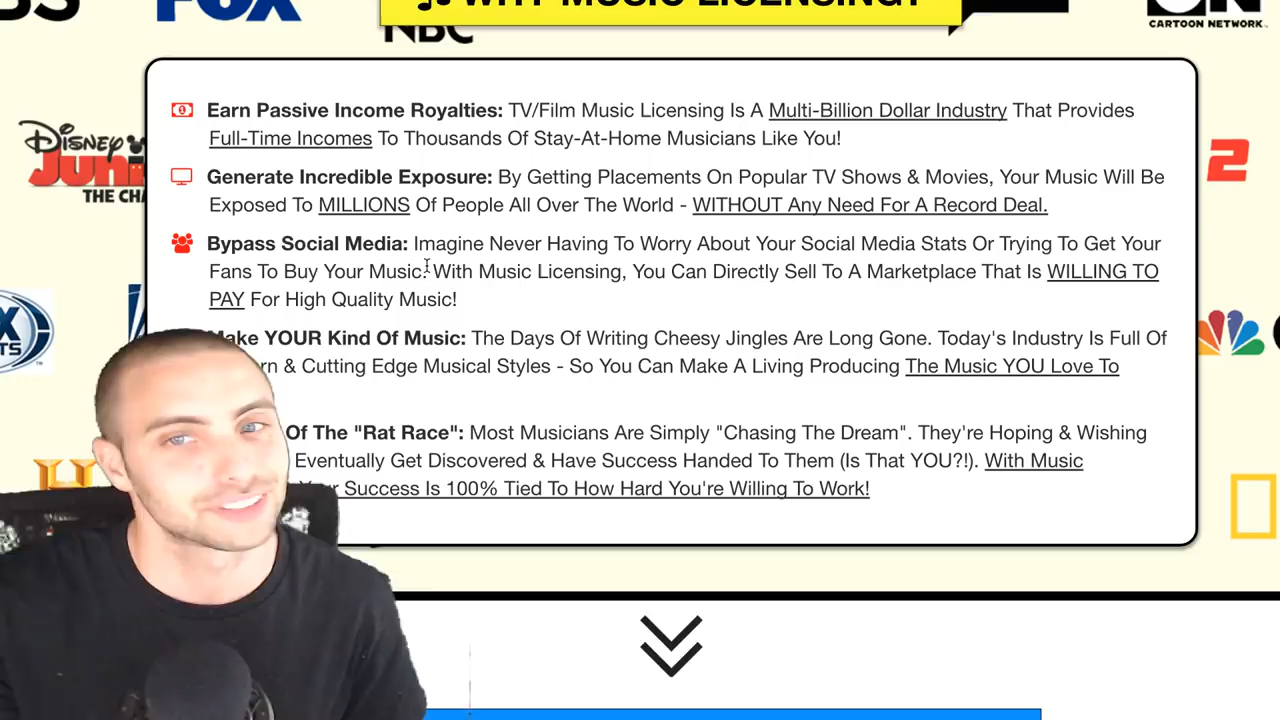 FOX
WHY MUSIC LICENSING?
NBC
CARTOON NETWORK
Earn Passive Income Royalties: TV/Film Music Licensing Is A Multi-Billion Dollar Industry That Provides
Full-Time Incomes To Thousands Of Stay-At-Home Musicians Like You!
Generate Incredible Exposure: By Getting Placements On Popular TV Shows & Movies, Your Music Will Be
Exposed To MILLIONS Of People All Over The World - WITHOUT Any Need For A Record Deal.
Bypass Social Media: Imagine Never Having To Worry About Your Social Media Stats Or Trying To Get Your
Fans To Buy Your Music. With Music Licensing, You Can Directly Sell To A Marketplace That Is WILLING TO
PAY For High Quality Music!
Make YOUR Kind Of Music: The Days Of Writing Cheesy Jingles Are Long Gone. Today's Industry Is Full Of
& Cutting Edge Musical Styles - So You Can Make A Living Producing The Music YOU Love To
Of The "Rat Race": Most Musicians Are Simply "Chasing The Dream". They're Hoping & Wishing
Eventually Get Discovered & Have Success Handed To Them (Is That YOU?!). With Music
Your Success Is 100% Tied To How Hard You're Willing To Work!
Disney
THE
2